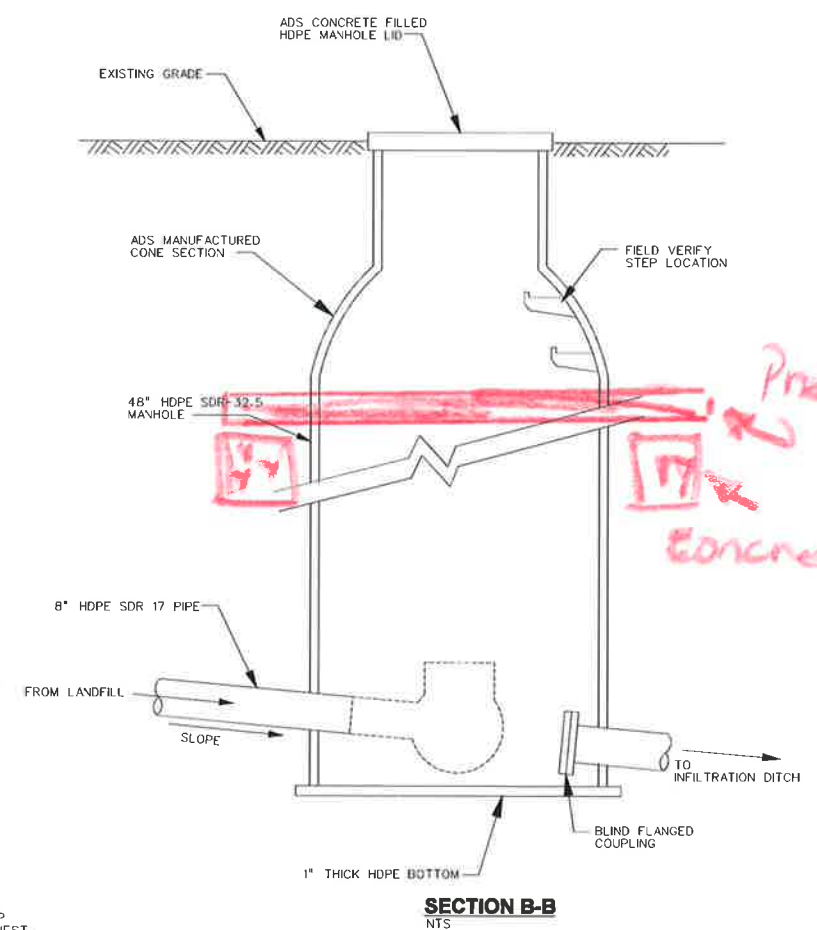 ADS CONCRETE FILLED
HDPE MANHOLE LID
EXISTING GRADE
ADS MANUFACTURED
CONE SECTION
FIELD VERIFY
STEP LOCATION
48" HDPE SDR-32.5
MANHOLE
8" HDPE SDR 17 PIPE
FROM LANDFILL
SLOPE
TO
INFILTRATION DITCH
BLIND FLANGED
COUPLING
1" THICK HDPE BOTTOM
SECTION B-B
NTS